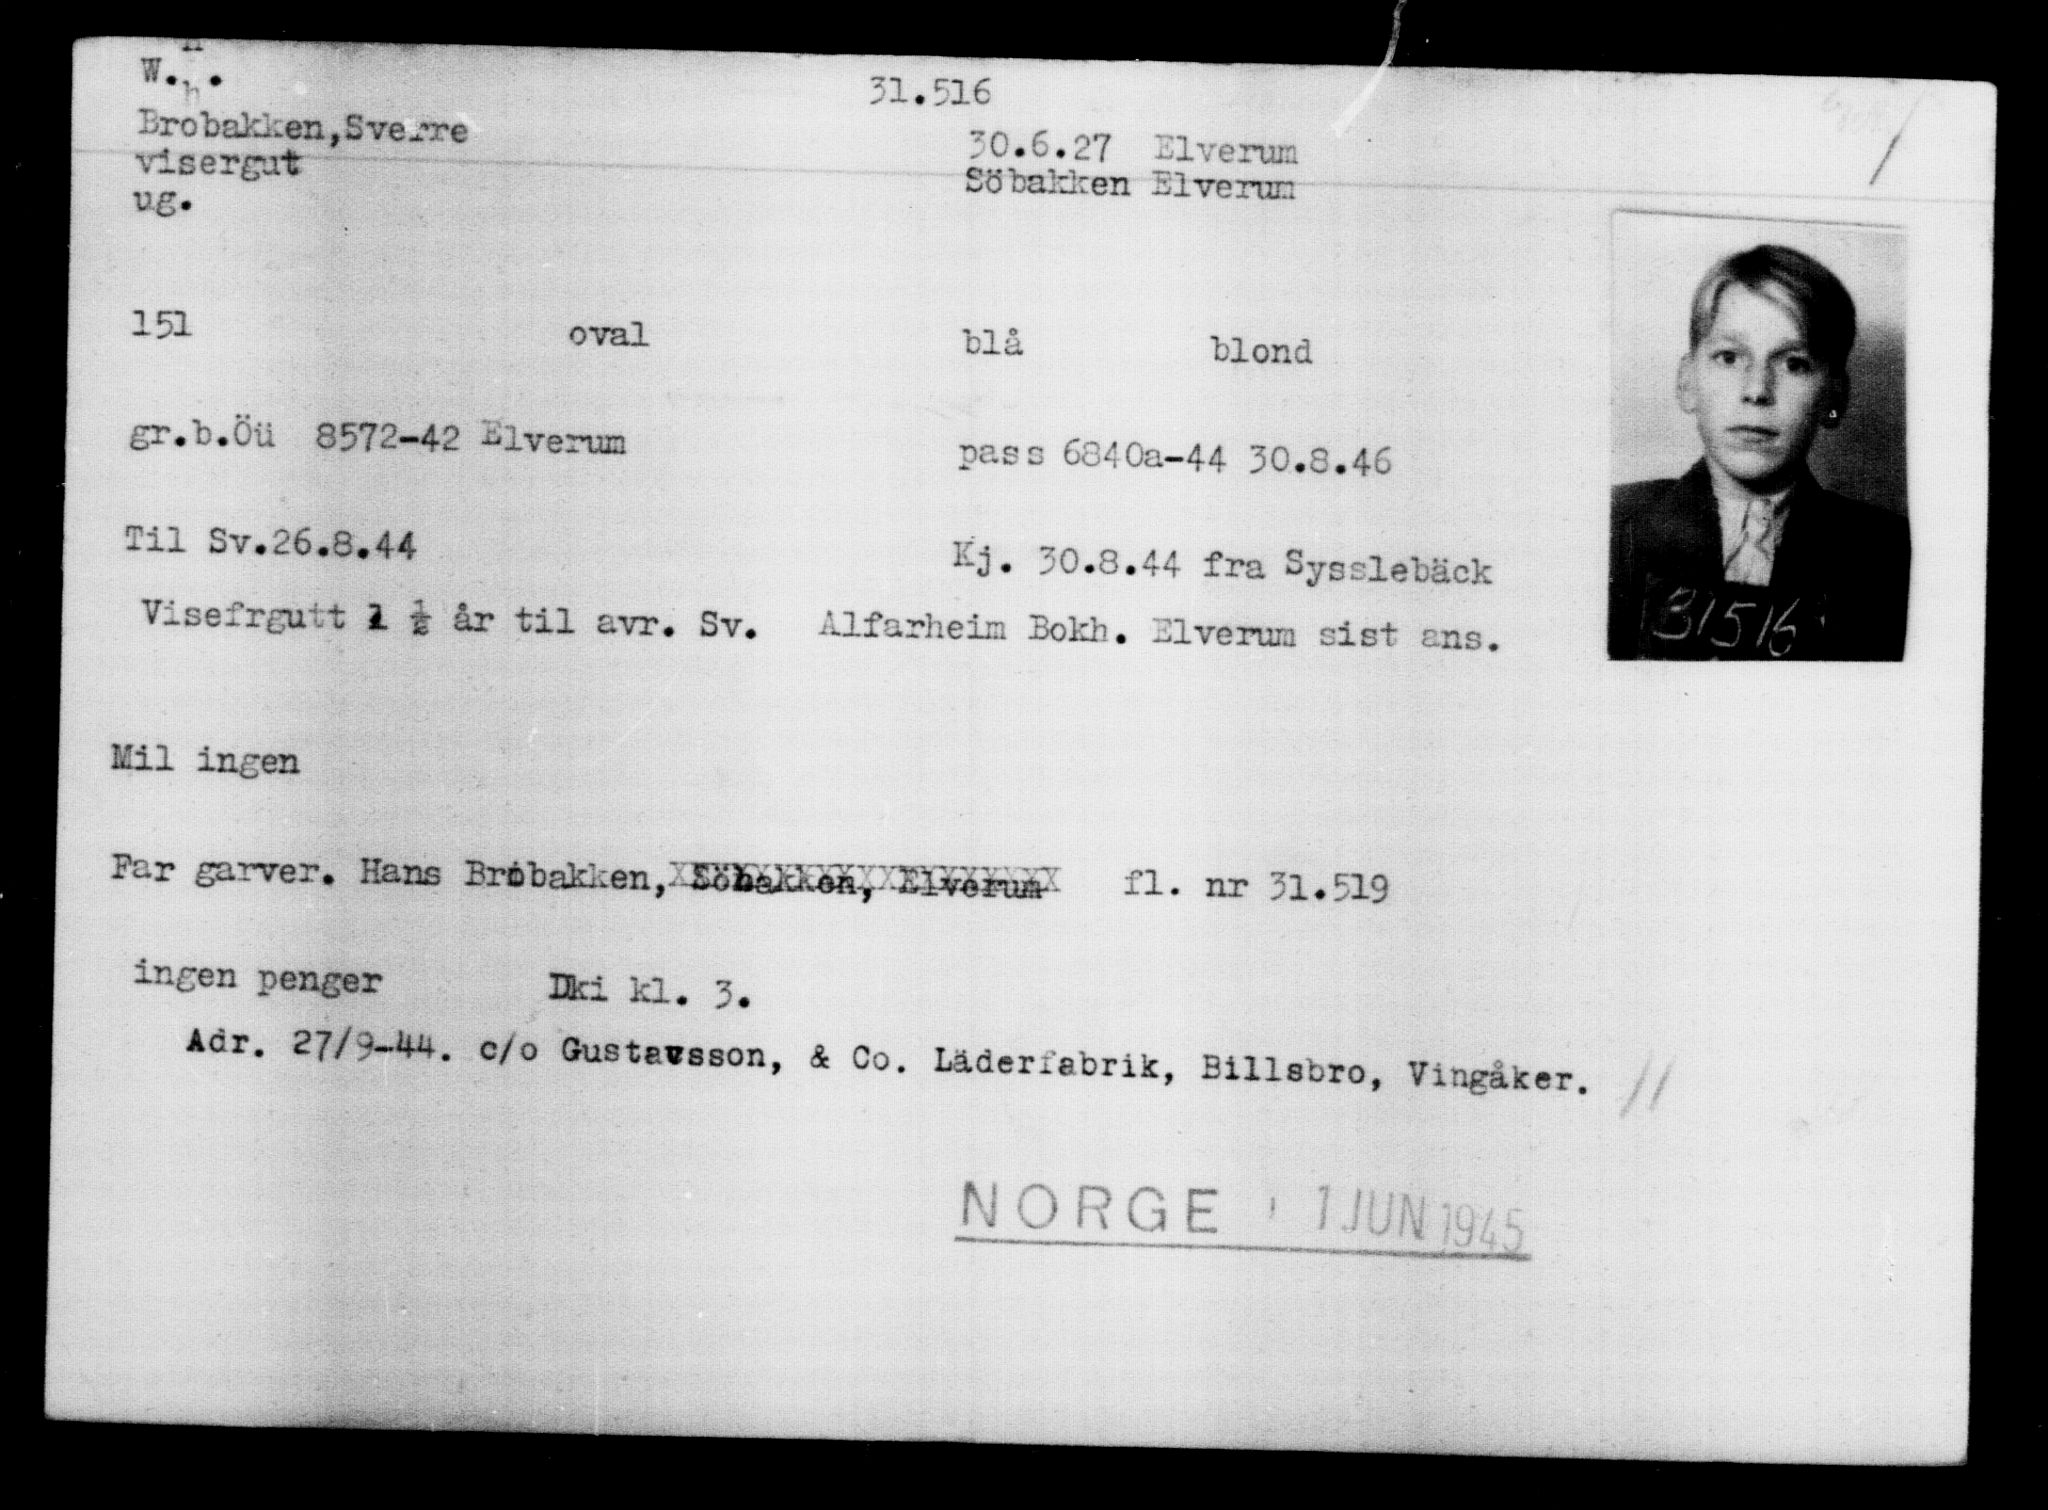 W.h.
31.516
Brobakken,Sverre
30.6.27 Elverum
visergut
Söbakken Elverum
ug.
151 oval blå blond
gr.b.Öü 8572-42 Elverum
pass 6840a-44 30.8.46
Til Sv.26.8.44
Kj. 30.8.44 fra Sysslebäck
Visefrgutt 1 ½ år til avr. Sv. Alfarheim Bokh. Elverum sist ans.
31516
Mil ingen
Far garver. Hans Brobakken, Söbakken, Elverum fl. nr 31.519
ingen penger Dki kl. 3.
Adr. 27/9-44. c/o Gustavsson, & Co. Läderfabrik, Billsbro, Vingåker.
NORGE 1 JUN 1945